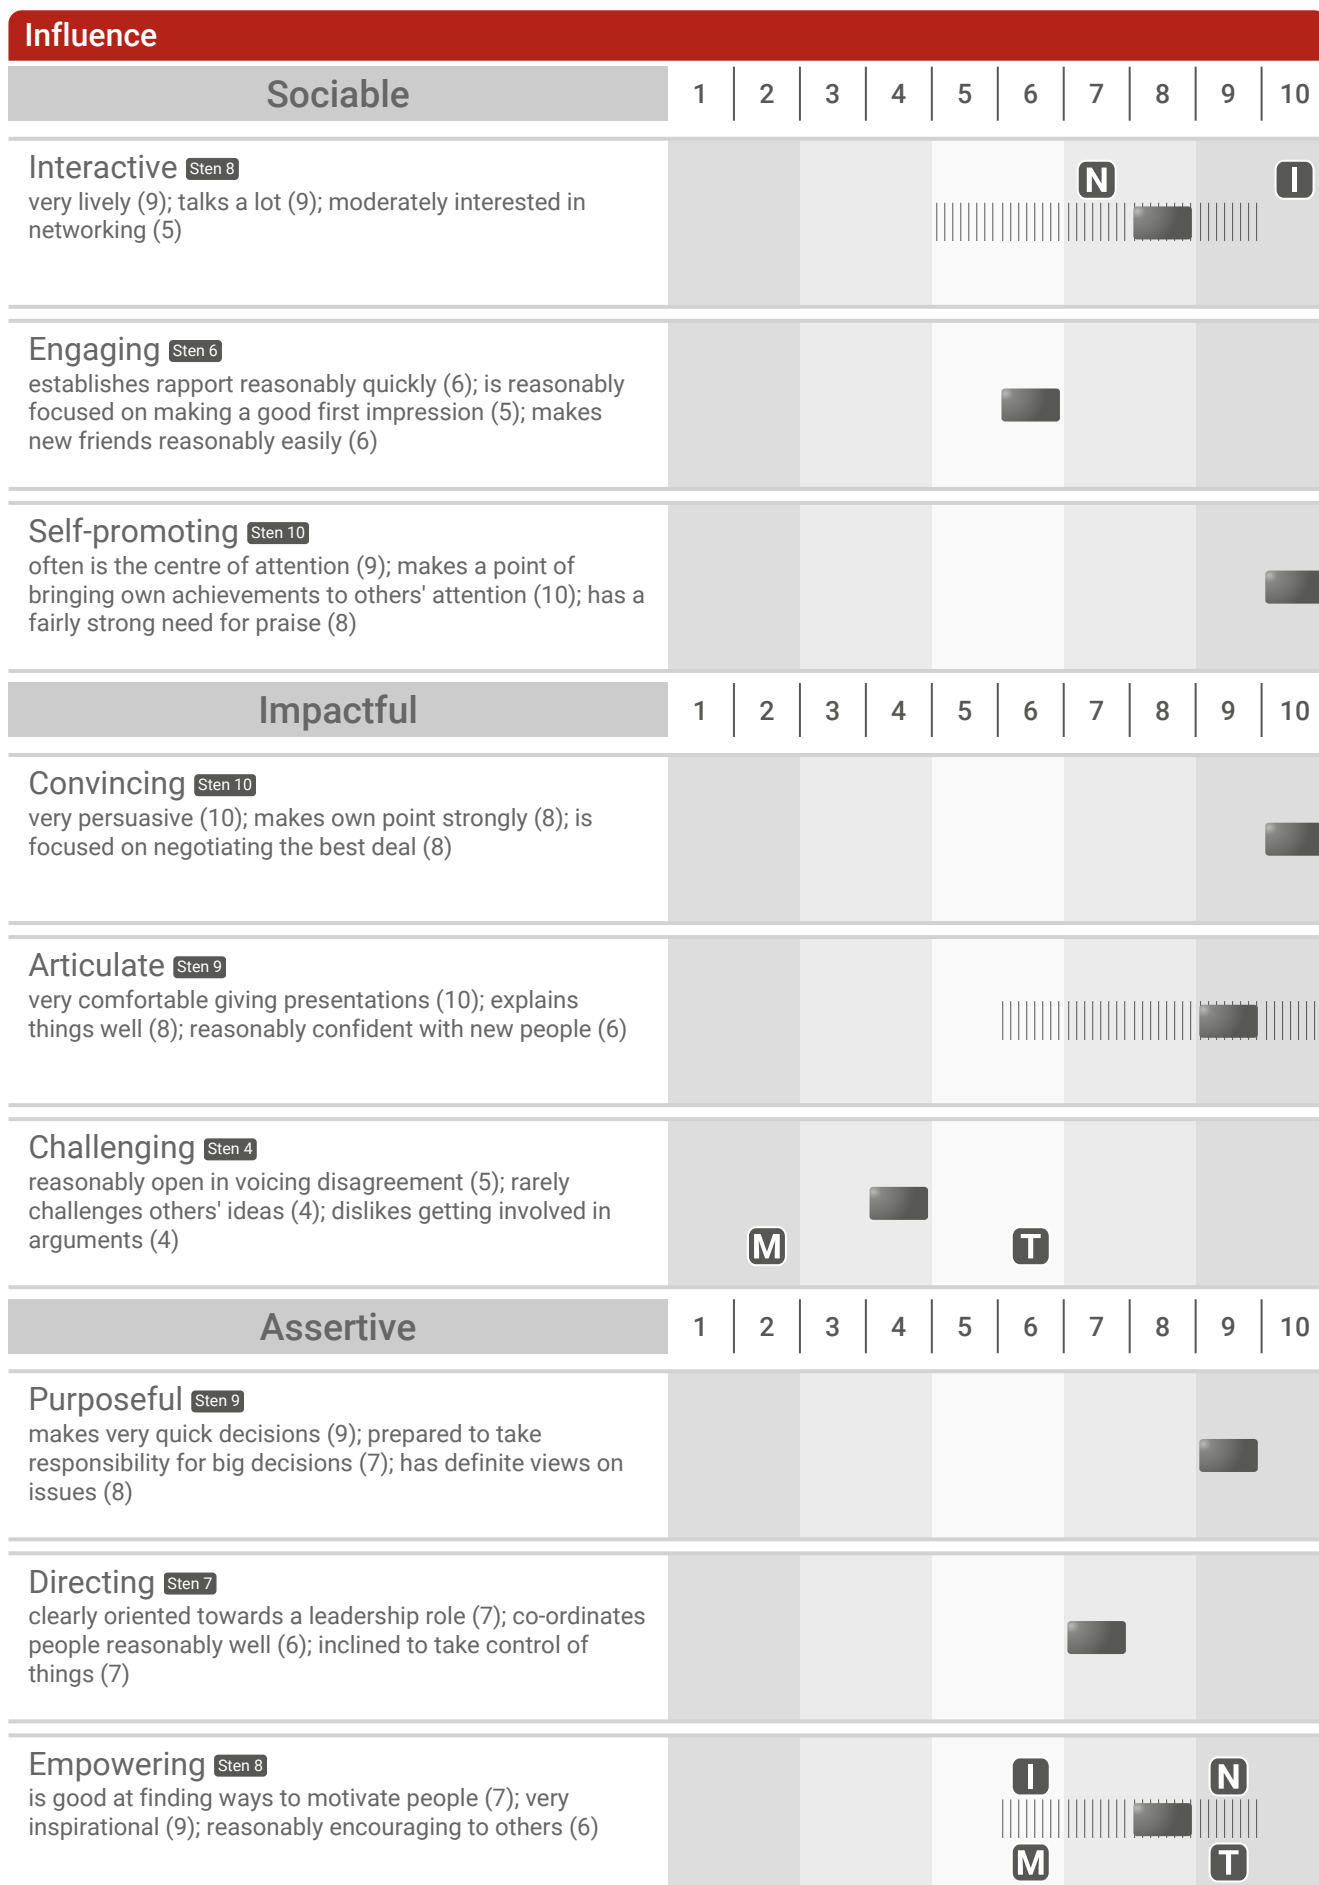 Influence
Sociable 1 2 3 4 5 6 7 8 9 10
Interactive Sten 8 N I
very lively (9); talks a lot (9); moderately interested in
networking (5)
Engaging Sten 6
establishes rapport reasonably quickly (6); is reasonably
focused on making a good first impression (5); makes
new friends reasonably easily (6)
Self-promoting Sten 10
often is the centre of attention (9); makes a point of
bringing own achievements to others' attention (10); has a
fairly strong need for praise (8)
Impactful 1 2 3 4 5 6 7 8 9 10
Convincing Sten 10
very persuasive (10); makes own point strongly (8); is
focused on negotiating the best deal (8)
Articulate Sten 9
very comfortable giving presentations (10); explains
things well (8); reasonably confident with new people (6)
Challenging Sten 4
reasonably open in voicing disagreement (5); rarely
challenges others' ideas (4); dislikes getting involved in
arguments (4)
M T
Assertive 1 2 3 4 5 6 7 8 9 10
Purposeful Sten 9
makes very quick decisions (9); prepared to take
responsibility for big decisions (7); has definite views on
issues (8)
Directing Sten 7
clearly oriented towards a leadership role (7); co-ordinates
people reasonably well (6); inclined to take control of
things (7)
Empowering Sten 8 I N
is good at finding ways to motivate people (7); very
inspirational (9); reasonably encouraging to others (6)
M T